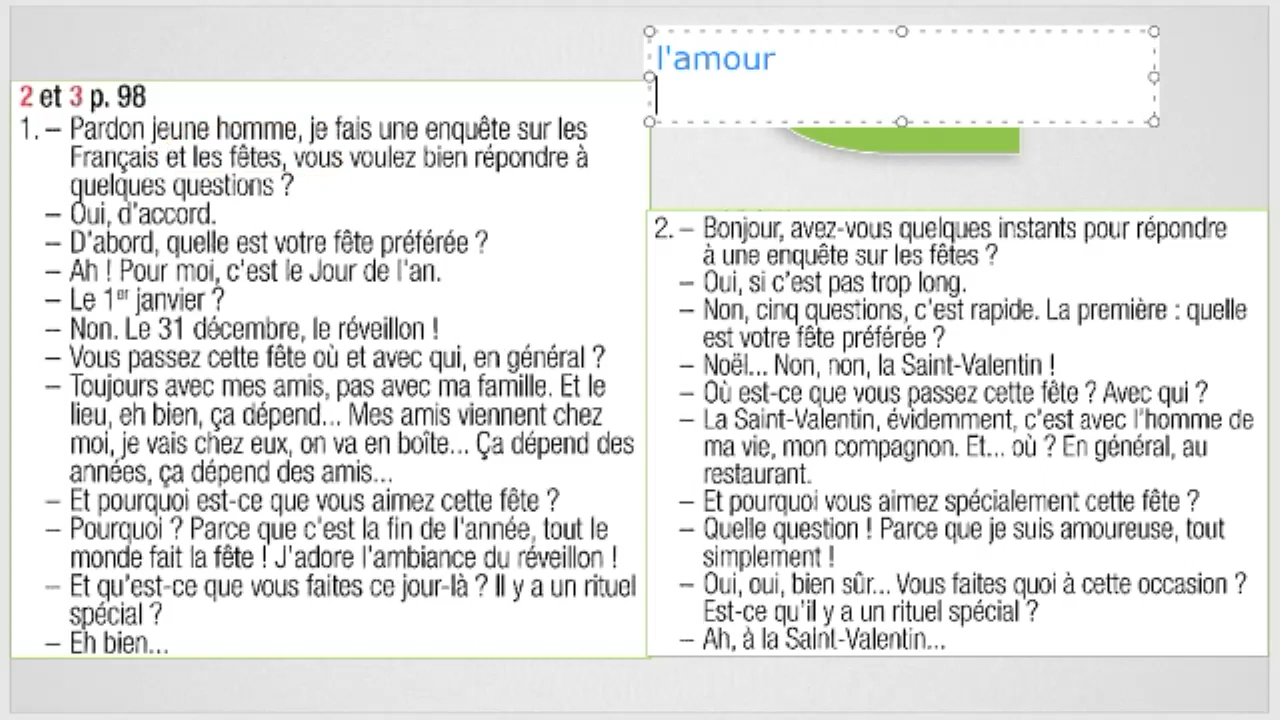 l'amour
2 et 3 p. 98
1. – Pardon jeune homme, je fais une enquête sur les
Français et les fêtes, vous voulez bien répondre à
quelques questions ?
– Oui, d'accord.
– D'abord, quelle est votre fête préférée ?
– Ah ! Pour moi, c'est le Jour de l'an.
– Le 1er janvier ?
– Non. Le 31 décembre, le réveillon !
– Vous passez cette fête où et avec qui, en général ?
– Toujours avec mes amis, pas avec ma famille. Et le
lieu, eh bien, ça dépend... Mes amis viennent chez
moi, je vais chez eux, on va en boîte... Ça dépend des
années, ça dépend des amis...
– Et pourquoi est-ce que vous aimez cette fête ?
– Pourquoi ? Parce que c'est la fin de l'année, tout le
monde fait la fête ! J'adore l'ambiance du réveillon !
– Et qu'est-ce que vous faites ce jour-là ? Il y a un rituel
spécial ?
– Eh bien...
2. – Bonjour, avez-vous quelques instants pour répondre
à une enquête sur les fêtes ?
– Oui, si c'est pas trop long.
– Non, cinq questions, c'est rapide. La première : quelle
est votre fête préférée ?
– Noël... Non, non, la Saint-Valentin !
– Où est-ce que vous passez cette fête ? Avec qui ?
– La Saint-Valentin, évidemment, c'est avec l'homme de
ma vie, mon compagnon. Et... où ? En général, au
restaurant.
– Et pourquoi vous aimez spécialement cette fête ?
– Quelle question ! Parce que je suis amoureuse, tout
simplement !
– Oui, oui, bien sûr... Vous faites quoi à cette occasion ?
Est-ce qu'il y a un rituel spécial ?
– Ah, à la Saint-Valentin...